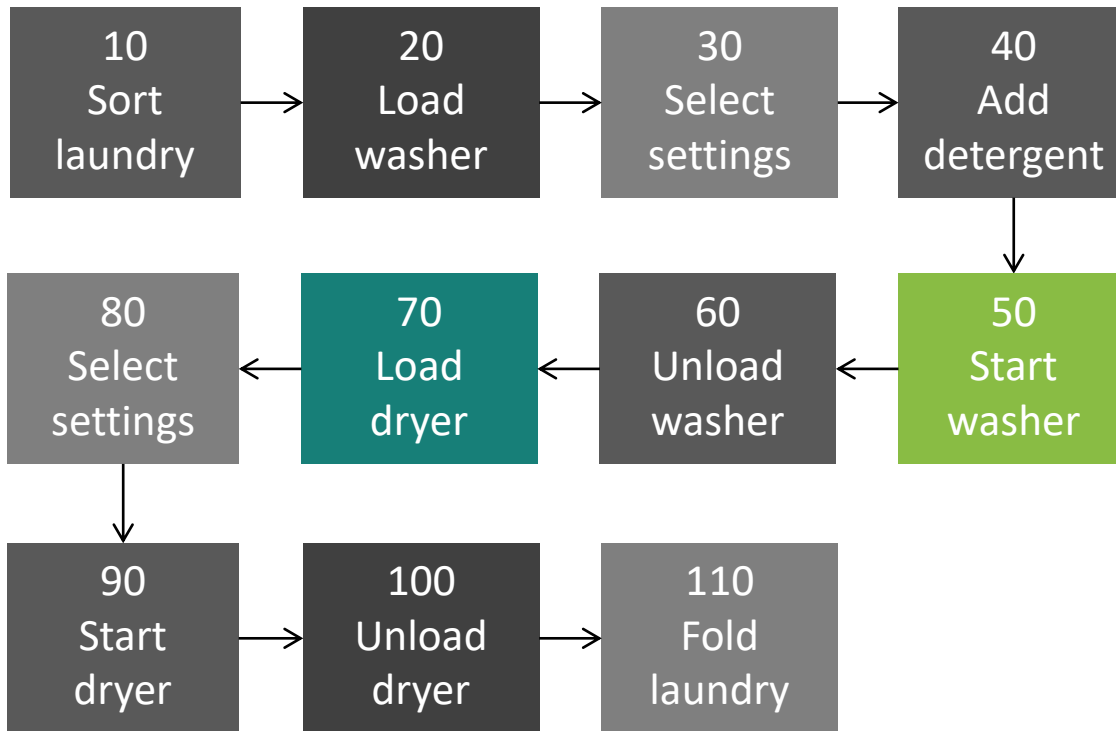 10
Sort
laundry
20
Load
washer
30
Select
settings
40
Add
detergent
50
Start
washer
60
Unload
washer
70
Load
dryer
80
Select
settings
90
Start
dryer
100
Unload
dryer
110
Fold
laundry